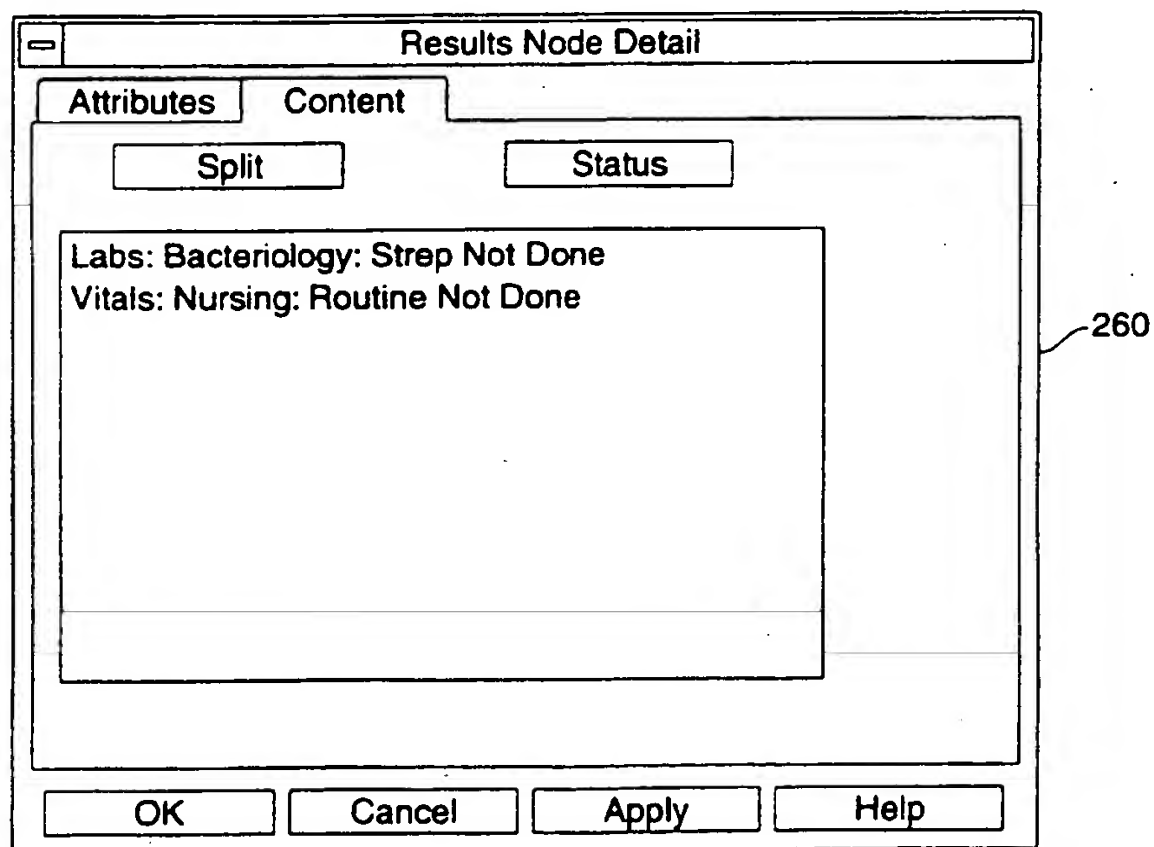 Results Node Detail
Attributes Content
Split Status
Labs: Bacteriology: Strep Not Done
Vitals: Nursing: Routine Not Done
260
OK Cancel Apply Help